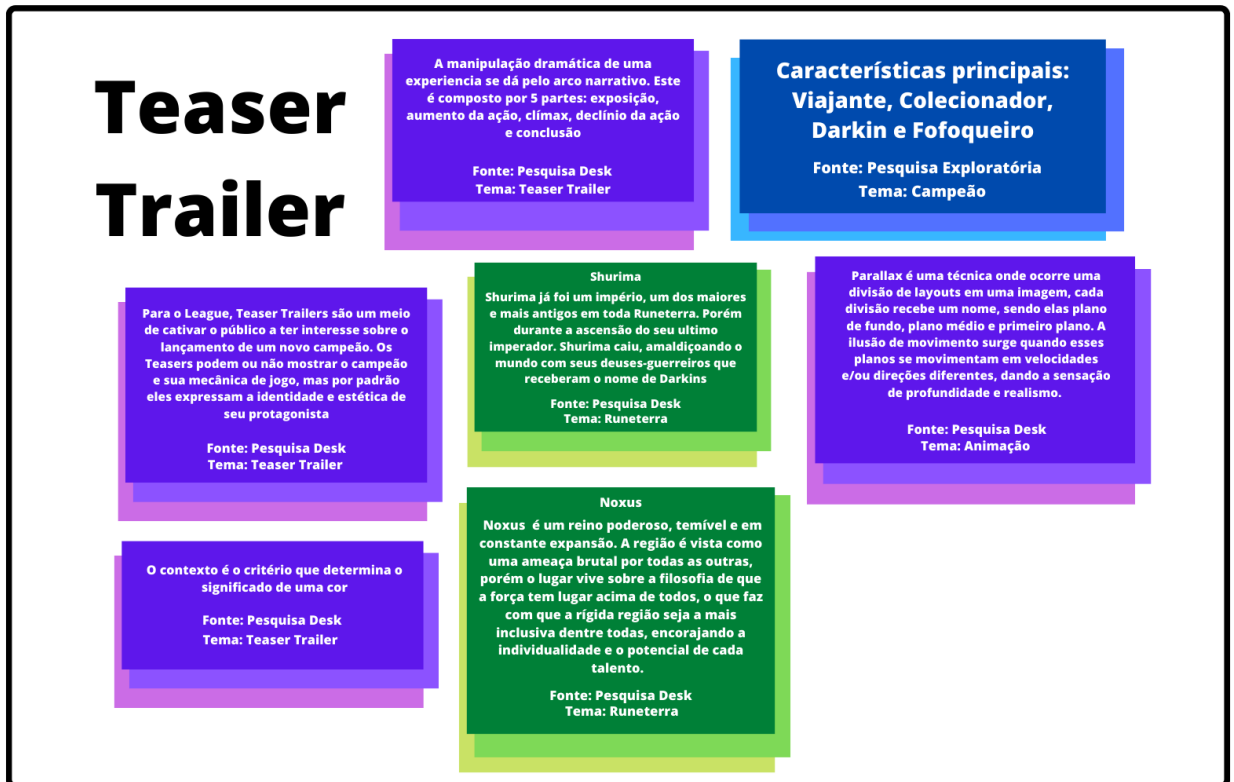 Teaser
Trailer
A manipulação dramática de uma
experiencia se dá pelo arco narrativo. Este
é composto por 5 partes: exposição,
aumento da ação, clímax, declínio da ação
e conclusão
Fonte: Pesquisa Desk
Tema: Teaser Trailer
Características principais:
Viajante, Colecionador,
Darkin e Fofoqueiro
Fonte: Pesquisa Exploratória
Tema: Campeão
Para o League, Teaser Trailers são um meio
de cativar o público a ter interesse sobre o
lançamento de um novo campeão. Os
Teasers podem ou não mostrar o campeão
e sua mecânica de jogo, mas por padrão
eles expressam a identidade e estética de
seu protagonista
Fonte: Pesquisa Desk
Tema: Teaser Trailer
Shurima
Shurima já foi um império, um dos maiores
e mais antigos em toda Runeterra. Porém
durante a ascensão do seu ultimo
imperador. Shurima caiu, amaldiçoando o
mundo com seus deuses-guerreiros que
receberam o nome de Darkins
Fonte: Pesquisa Desk
Tema: Runeterra
Parallax é uma técnica onde ocorre uma
divisão de layouts em uma imagem, cada
divisão recebe um nome, sendo elas plano
de fundo, plano médio e primeiro plano. A
ilusão de movimento surge quando esses
planos se movimentam em velocidades
e/ou direções diferentes, dando a sensação
de profundidade e realismo.
Fonte: Pesquisa Desk
Tema: Animação
O contexto é o critério que determina o
significado de uma cor
Fonte: Pesquisa Desk
Tema: Teaser Trailer
Noxus
Noxus é um reino poderoso, temível e em
constante expansão. A região é vista como
uma ameaça brutal por todas as outras,
porém o lugar vive sobre a filosofia de que
a força tem lugar acima de todos, o que faz
com que a rígida região seja a mais
inclusiva dentre todas, encorajando a
individualidade e o potencial de cada
talento.
Fonte: Pesquisa Desk
Tema: Runeterra